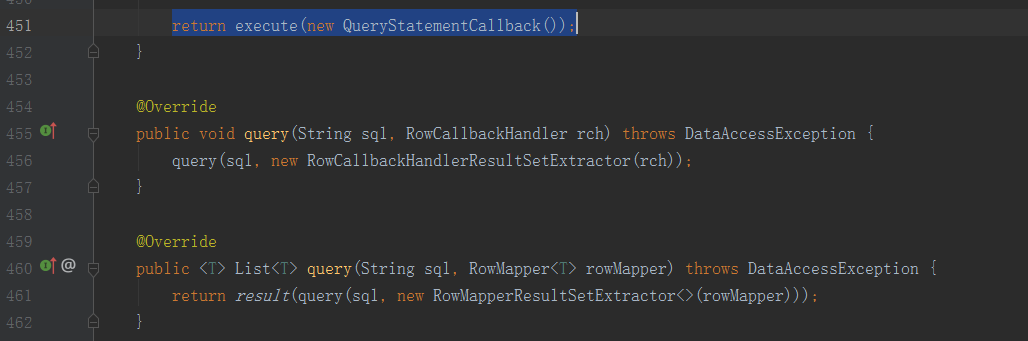 451 return execute(new QueryStatementCallback());
452 }
453
454 @Override
455 public void query(String sql, RowCallbackHandler rch) throws DataAccessException {
456 query(sql, new RowCallbackHandlerResultSetExtractor(rch));
457 }
458
459 @Override
460 @ public <T> List<T> query(String sql, RowMapper<T> rowMapper) throws DataAccessException {
461 return result(query(sql, new RowMapperResultSetExtractor<>(rowMapper)));
462 }